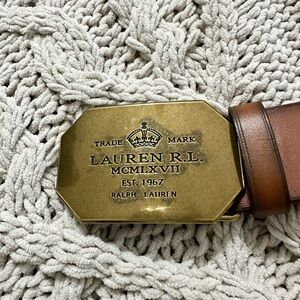 TRADE MARK
LAUREN R.L.
MCMLXVII
EST. 1967
RALPH LAUREN